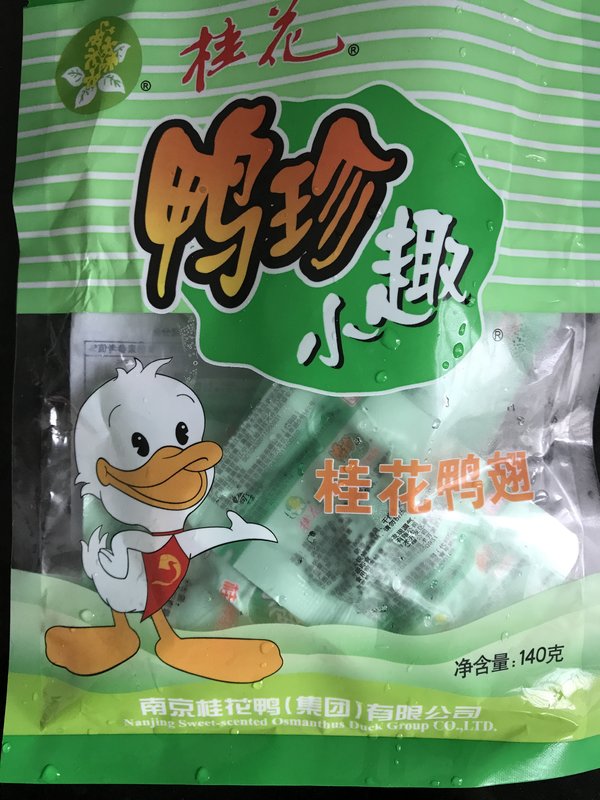 桂花®
®
鸭珍
小趣
®
桂花鸭翅
净含量:140克
南京桂花鸭(集团)有限公司
Nanjing Sweet-scented Osmanthus Duck Group CO.,LTD.